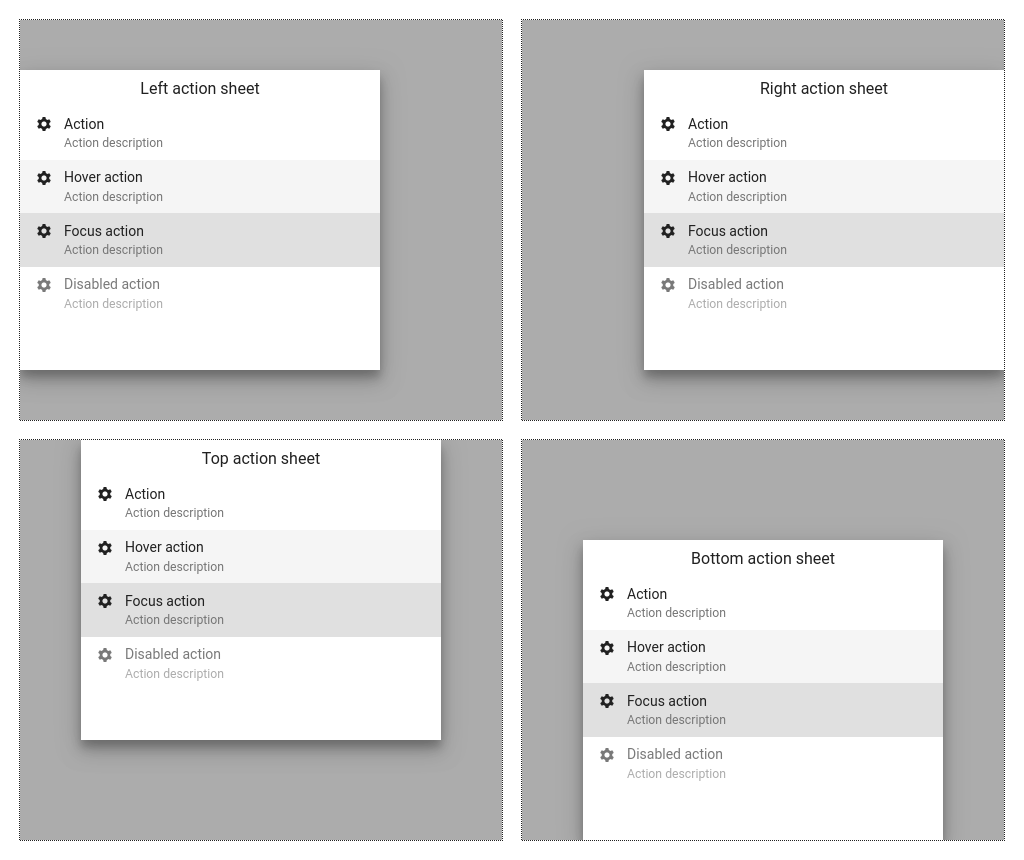 Left action sheet
Action
Action description
Hover action
Action description
Focus action
Action description
Disabled action
Action description
Right action sheet
Action
Action description
Hover action
Action description
Focus action
Action description
Disabled action
Action description
Top action sheet
Action
Action description
Hover action
Action description
Focus action
Action description
Disabled action
Action description
Bottom action sheet
Action
Action description
Hover action
Action description
Focus action
Action description
Disabled action
Action description